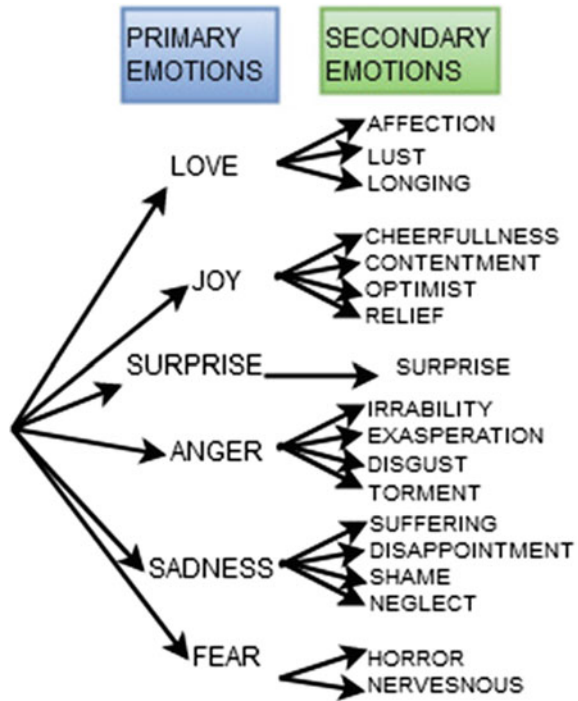 PRIMARY
EMOTIONS
SECONDARY
EMOTIONS
LOVE
AFFECTION
LUST
LONGING
JOY
CHEERFULLNESS
CONTENTMENT
OPTIMIST
RELIEF
SURPRISE
SURPRISE
ANGER
IRRABILITY
EXASPERATION
DISGUST
TORMENT
SADNESS
SUFFERING
DISAPPOINTMENT
SHAME
NEGLECT
FEAR
HORROR
NERVESNOUS